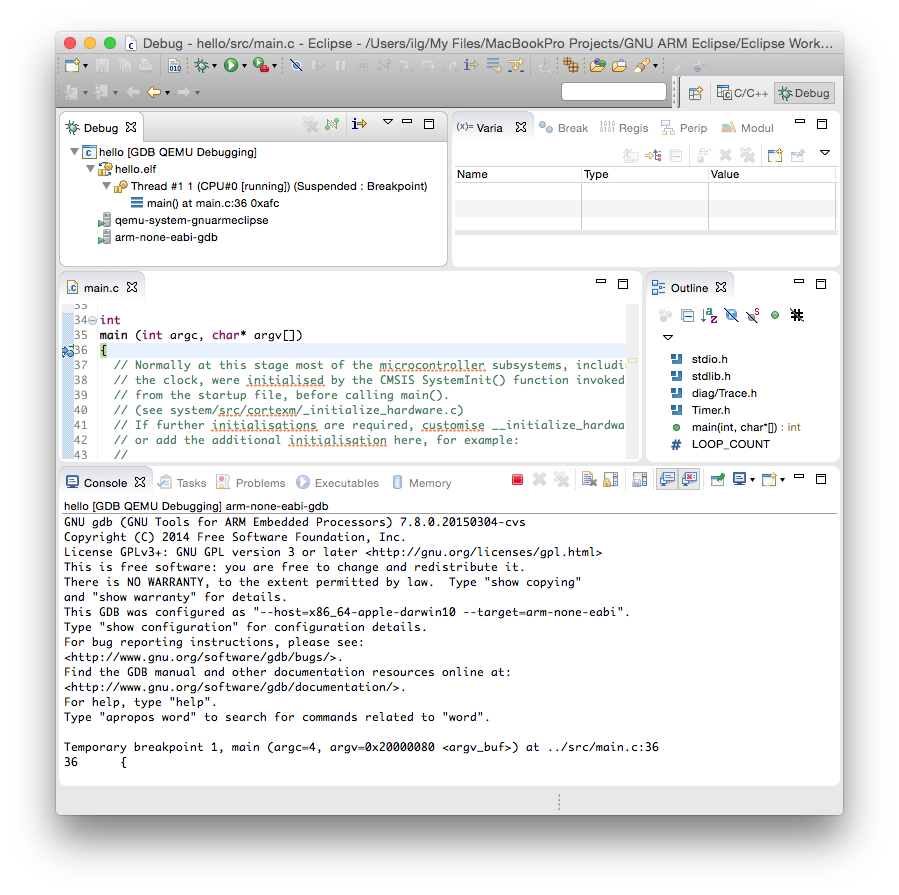 Debug - hello/src/main.c - Eclipse - /Users/ilg/My Files/MacBookPro Projects/GNU ARM Eclipse/Eclipse Work...
010
C/C++ Debug
Debug
hello [GDB QEMU Debugging]
hello.elf
Thread #1 1 (CPU#0 [running]) (Suspended : Breakpoint)
main() at main.c:36 0xafc
qemu-system-gnuarmeclipse
arm-none-eabi-gdb
(x)= Varia Break 1010 0101 Regis Perip Modul
Name Type Value
main.c
33
34 int
35 main (int argc, char* argv[])
36 {
37 // Normally at this stage most of the microcontroller subsystems, includi
38 // the clock, were initialised by the CMSIS SystemInit() function invoked
39 // from the startup file, before calling main().
40 // (see system/src/cortexm/_initialize_hardware.c)
41 // If further initialisations are required, customise __initialize_hardwa
42 // or add the additional initialisation here, for example:
43 //
Outline
stdio.h
stdlib.h
diag/Trace.h
Timer.h
main(int, char*[]) : int
# LOOP_COUNT
Console Tasks Problems Executables Memory
hello [GDB QEMU Debugging] arm-none-eabi-gdb
GNU gdb (GNU Tools for ARM Embedded Processors) 7.8.0.20150304-cvs
Copyright (C) 2014 Free Software Foundation, Inc.
License GPLv3+: GNU GPL version 3 or later <http://gnu.org/licenses/gpl.html>
This is free software: you are free to change and redistribute it.
There is NO WARRANTY, to the extent permitted by law.  Type "show copying"
and "show warranty" for details.
This GDB was configured as "--host=x86_64-apple-darwin10 --target=arm-none-eabi".
Type "show configuration" for configuration details.
For bug reporting instructions, please see:
<http://www.gnu.org/software/gdb/bugs/>.
Find the GDB manual and other documentation resources online at:
<http://www.gnu.org/software/gdb/documentation/>.
For help, type "help".
Type "apropos word" to search for commands related to "word".
Temporary breakpoint 1, main (argc=4, argv=0x20000080 <argv_buf>) at ../src/main.c:36
36 {